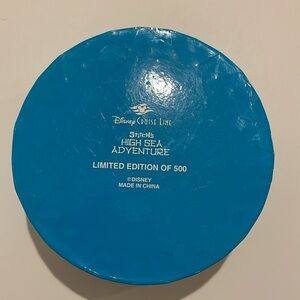 Disney Cruise Line
Stitch's
HIGH SEA
ADVENTURE
LIMITED EDITION OF 500
©DISNEY
MADE IN CHINA